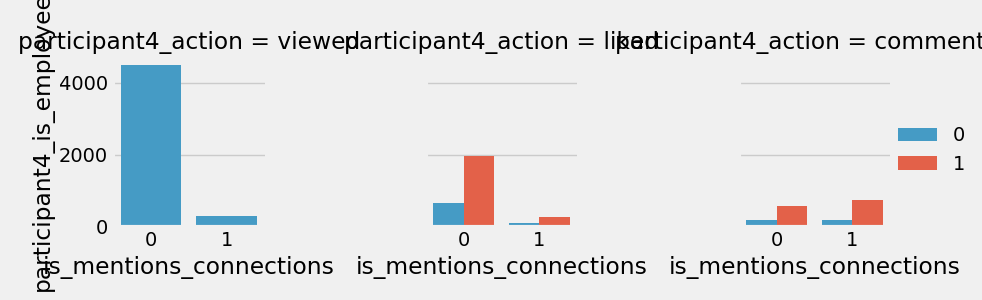 participant4_action = viewed
participant4_action = liked
participant4_action = comment
participant4_is_employee
4000
2000
0
0 1
0 1
0 1
is_mentions_connections
is_mentions_connections
is_mentions_connections
0
1